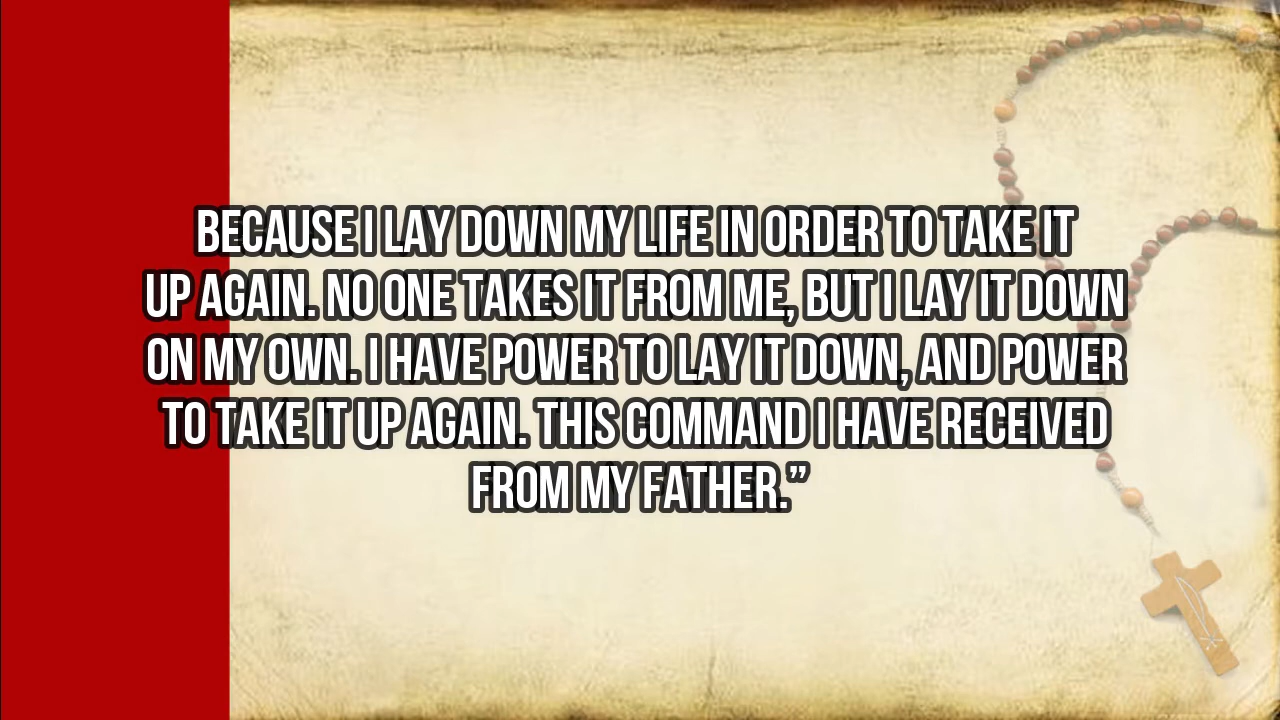 BECAUSE I LAY DOWN MY LIFE IN ORDER TO TAKE IT
UP AGAIN. NO ONE TAKES IT FROM ME, BUT I LAY IT DOWN
ON MY OWN. I HAVE POWER TO LAY IT DOWN, AND POWER
TO TAKE IT UP AGAIN. THIS COMMAND I HAVE RECEIVED
FROM MY FATHER.”